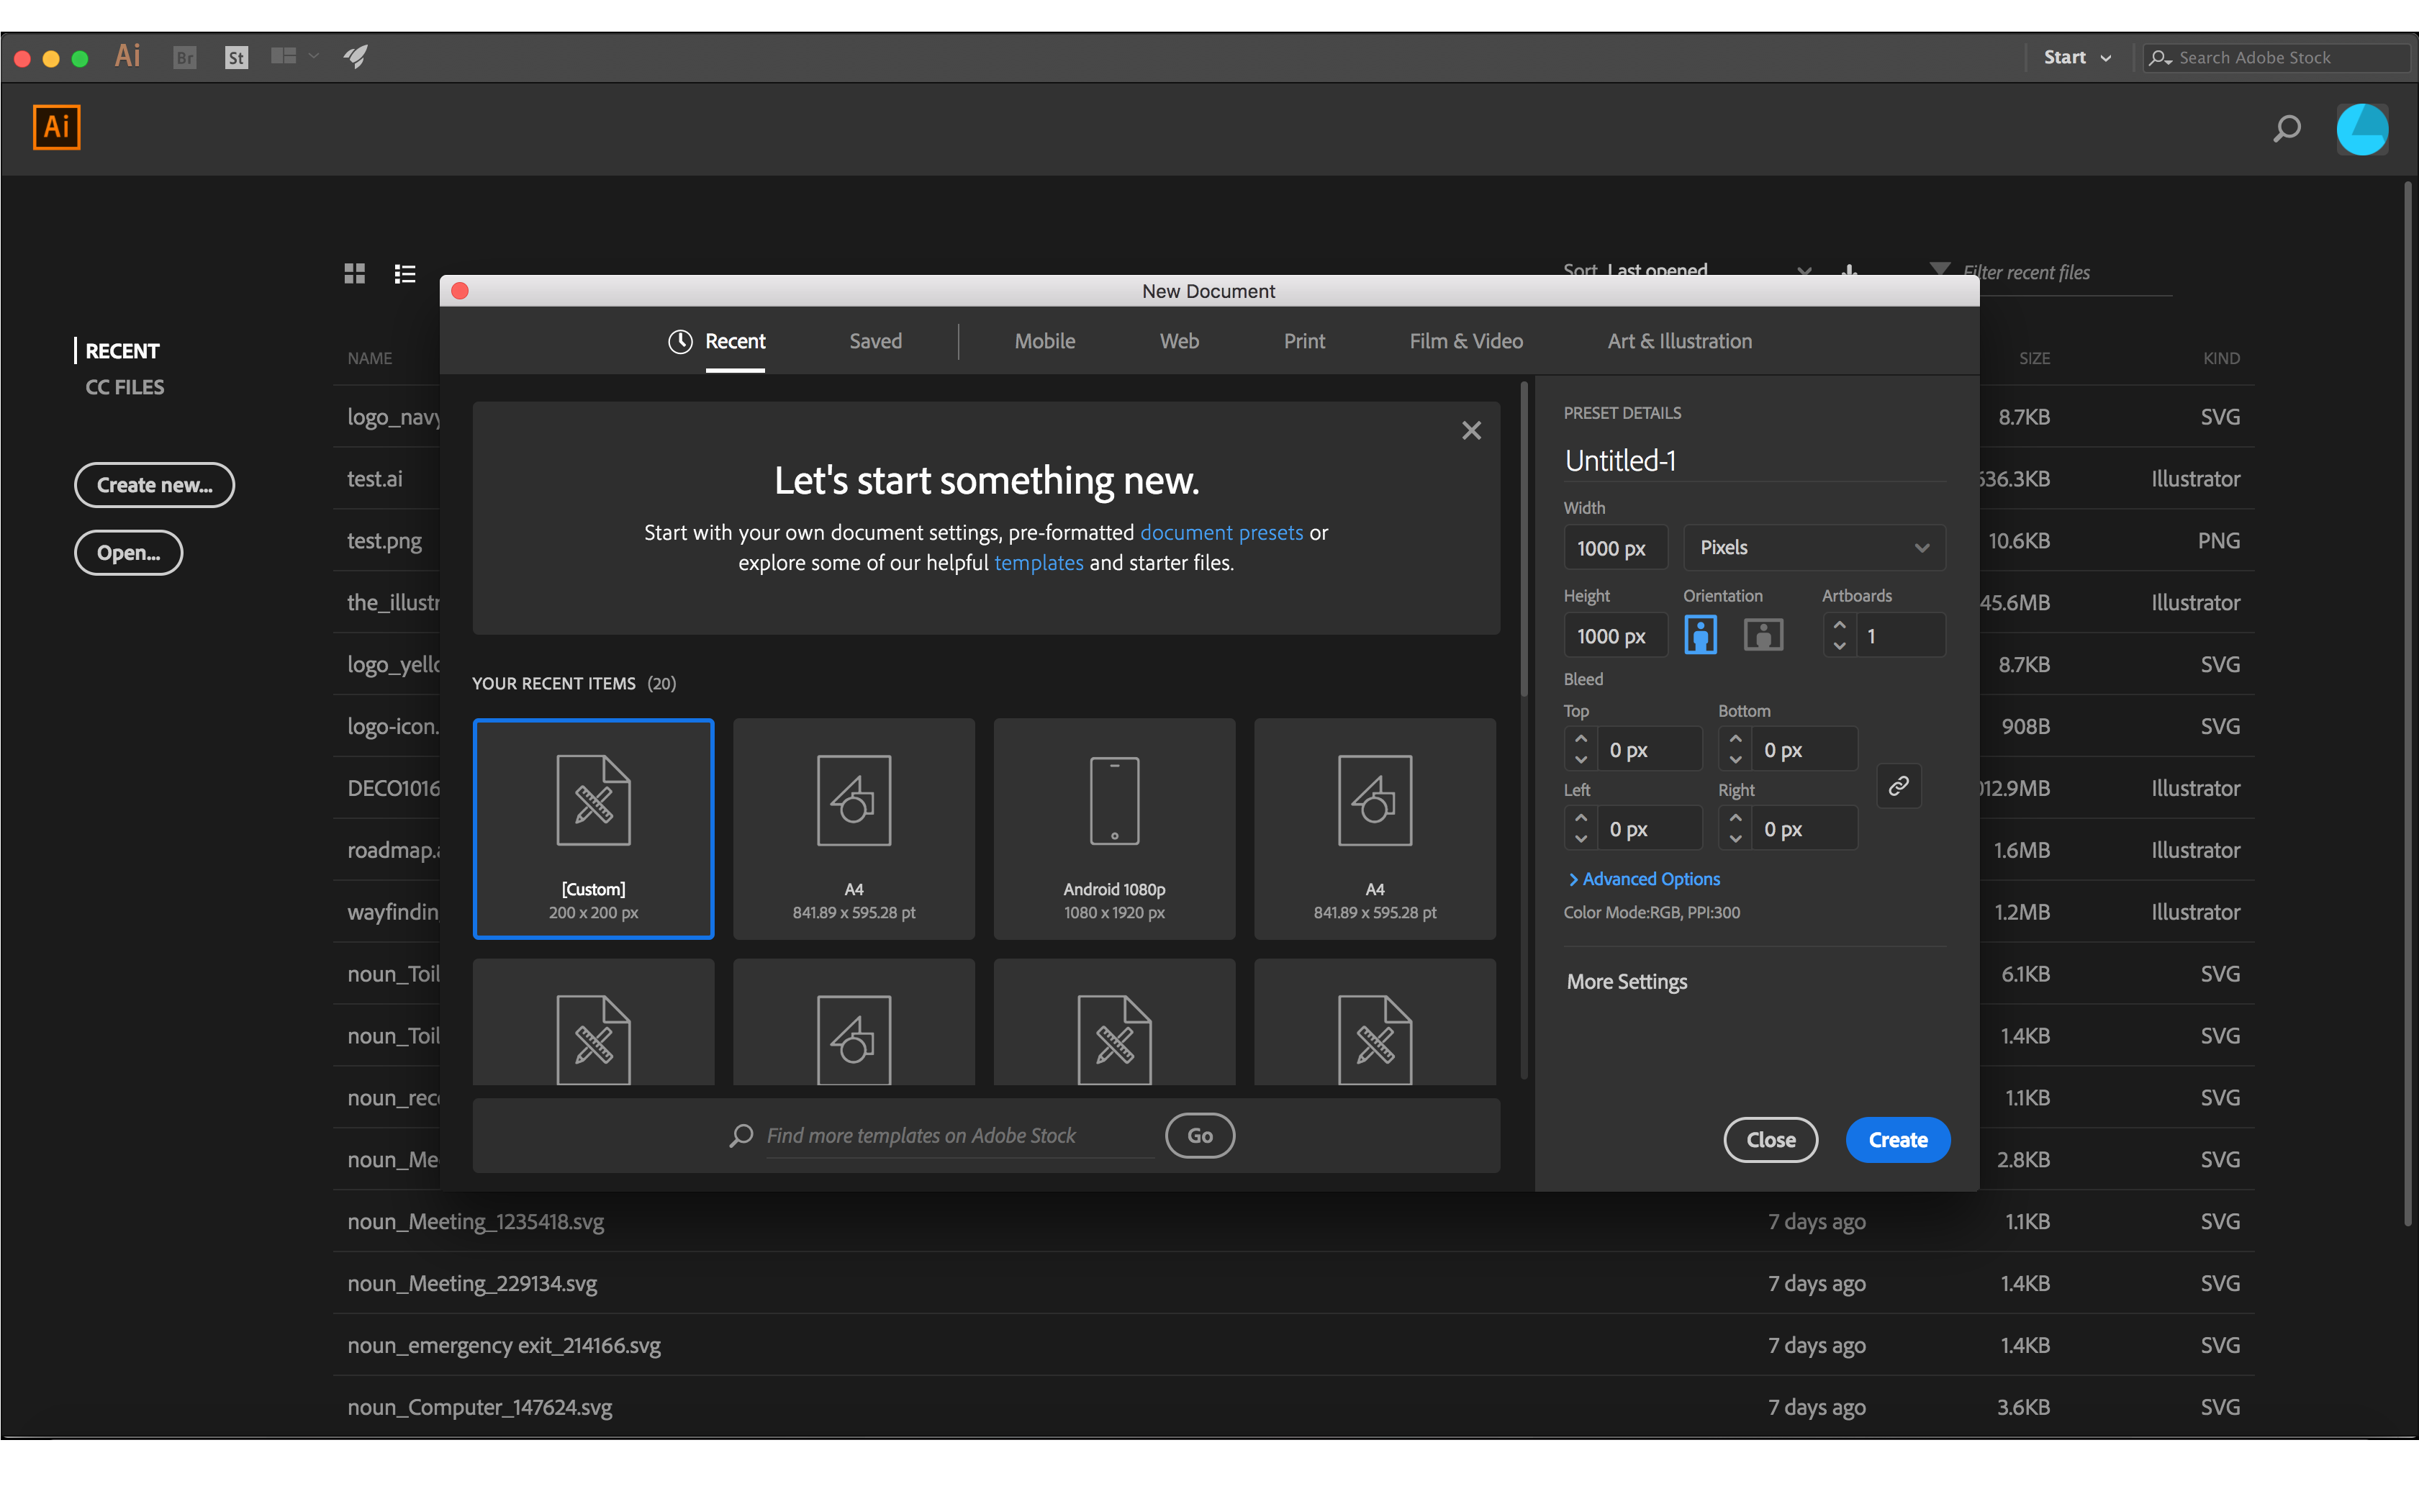 Ai Br St Start Search Adobe Stock
Ai
Sort Last opened Filter recent files
New Document
Recent Saved Mobile Web Print Film & Video Art & Illustration
RECENT
CC FILES
Create new...
Open...
NAME SIZE KIND
logo_navy 8.7KB SVG
test.ai 36.3KB Illustrator
test.png 10.6KB PNG
the_illustr 45.6MB Illustrator
logo_yello 8.7KB SVG
logo-icon. 908B SVG
DECO1016 12.9MB Illustrator
roadmap.a 1.6MB Illustrator
wayfindin 1.2MB Illustrator
noun_Toil 6.1KB SVG
noun_Toil 1.4KB SVG
noun_reco 1.1KB SVG
noun_Me 2.8KB SVG
noun_Meeting_1235418.svg 7 days ago 1.1KB SVG
noun_Meeting_229134.svg 7 days ago 1.4KB SVG
noun_emergency exit_214166.svg 7 days ago 1.4KB SVG
noun_Computer_147624.svg 7 days ago 3.6KB SVG
Let's start something new.
Start with your own document settings, pre-formatted document presets or
explore some of our helpful templates and starter files.
YOUR RECENT ITEMS (20)
[Custom] A4 Android 1080p A4
200 x 200 px 841.89 x 595.28 pt 1080 x 1920 px 841.89 x 595.28 pt
Find more templates on Adobe Stock Go
PRESET DETAILS
Untitled-1
Width
1000 px Pixels
Height Orientation Artboards
1000 px 1
Bleed
Top Bottom
0 px 0 px
Left Right
0 px 0 px
> Advanced Options
Color Mode:RGB, PPI:300
More Settings
Close Create